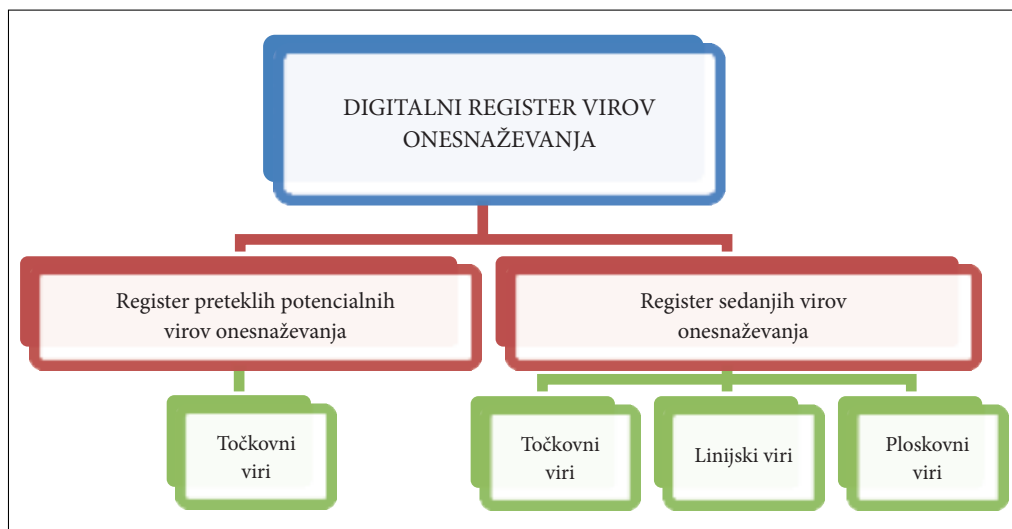 DIGITALNI REGISTER VIROV
ONESNAŽEVANJA
Register preteklih potencialnih
virov onesnaževanja
Register sedanjih virov
onesnaževanja
Točkovni
viri
Točkovni
viri
Linijski viri
Ploskovni
viri